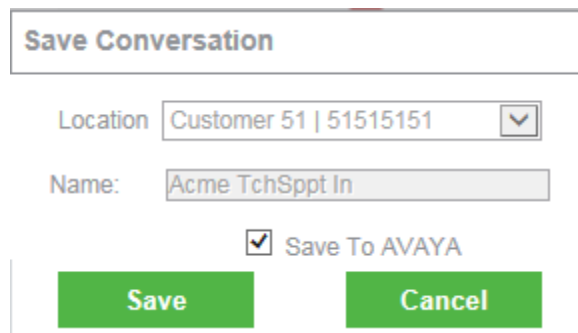 Save Conversation
Location Customer 51 | 51515151
Name: Acme TchSppt In
Save To AVAYA
Save Cancel